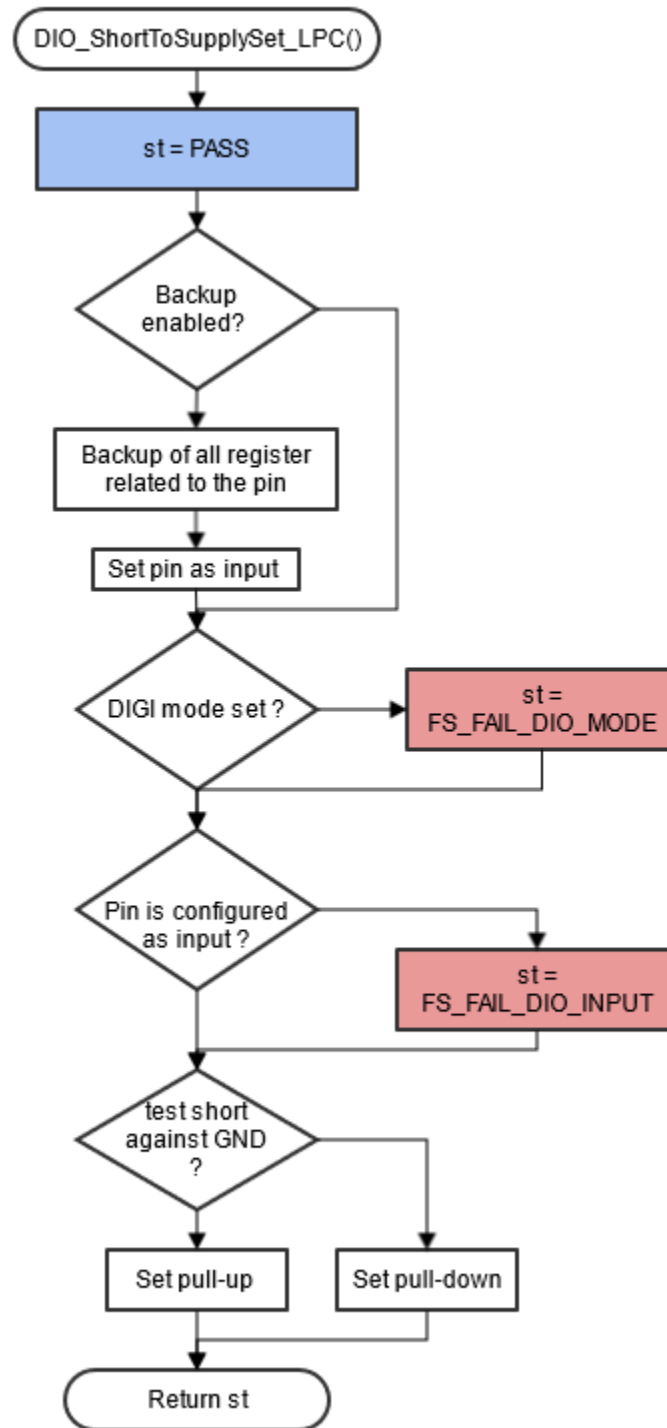 DIO_ShortToSupplySet_LPC()
st = PASS
Backup
enabled?
Backup of all register
related to the pin
Set pin as input
DIGI mode set ?
st =
FS_FAIL_DIO_MODE
Pin is configured
as input ?
st =
FS_FAIL_DIO_INPUT
test short
against GND
?
Set pull-up
Set pull-down
Return st